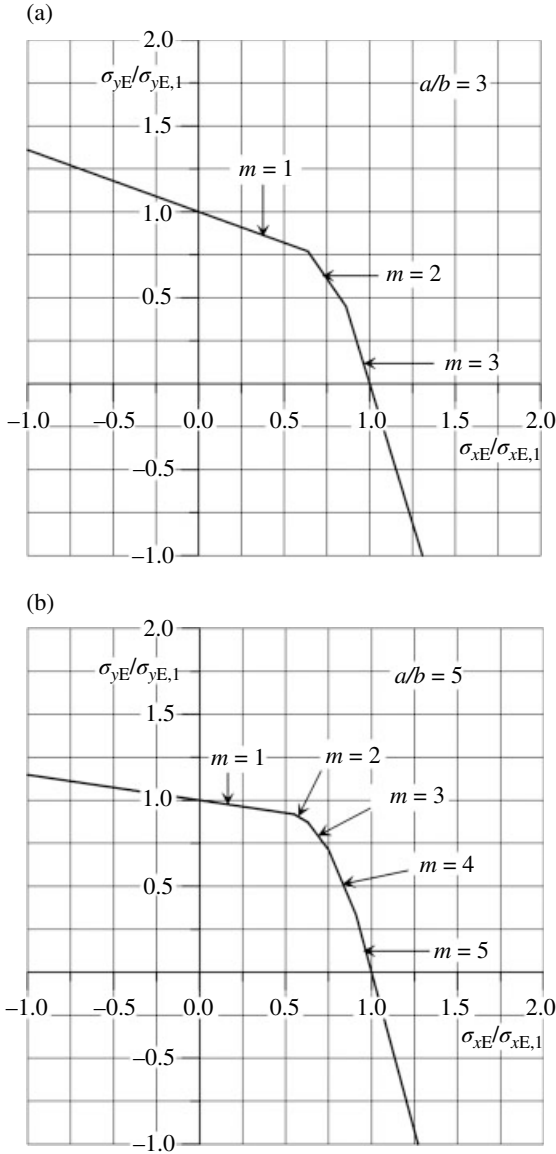 (a)
2.0
σyE/σyE,1
a/b = 3
1.5
m = 1
1.0
m = 2
0.5
m = 3
–1.0 –0.5 0.0 0.5 1.0 1.5 2.0
σxE/σxE,1
–0.5
–1.0
(b)
2.0
σyE/σyE,1
a/b = 5
1.5
m = 1
m = 2
1.0
m = 3
m = 4
0.5
m = 5
–1.0 –0.5 0.0 0.5 1.0 1.5 2.0
σxE/σxE,1
–0.5
–1.0